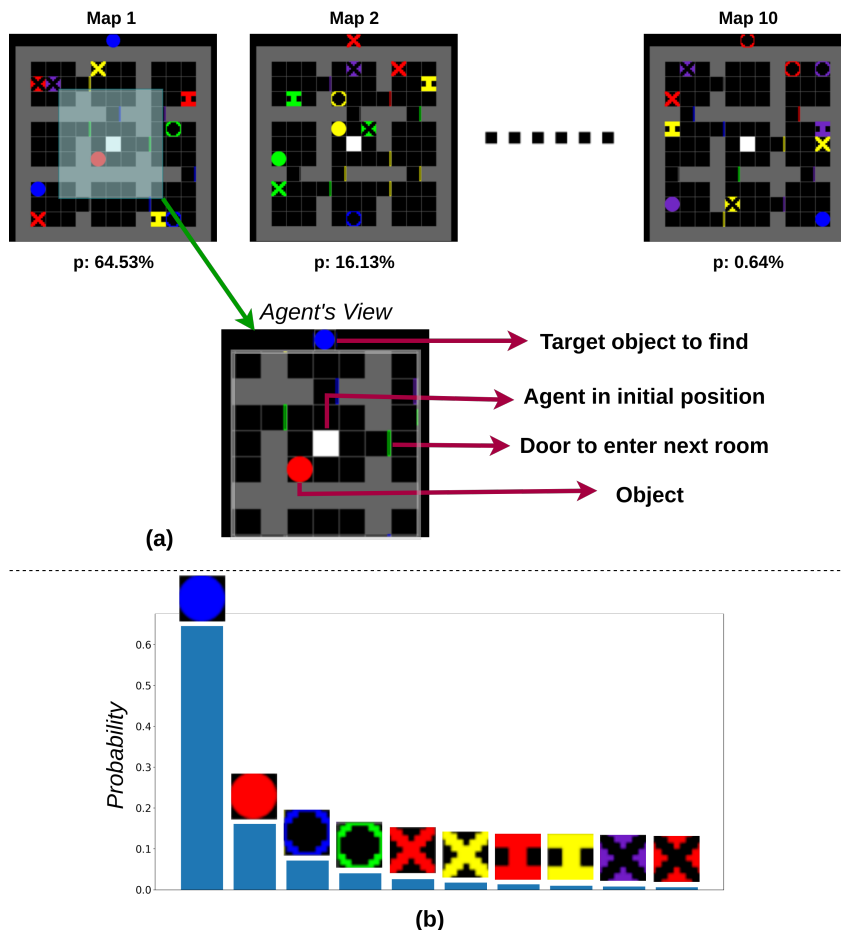 Map 1
Map 2
Map 10
p: 64.53%
p: 16.13%
p: 0.64%
Agent's View
Target object to find
Agent in initial position
Door to enter next room
Object
(a)
Probability
0.6
0.5
0.4
0.3
0.2
0.1
0.0
(b)